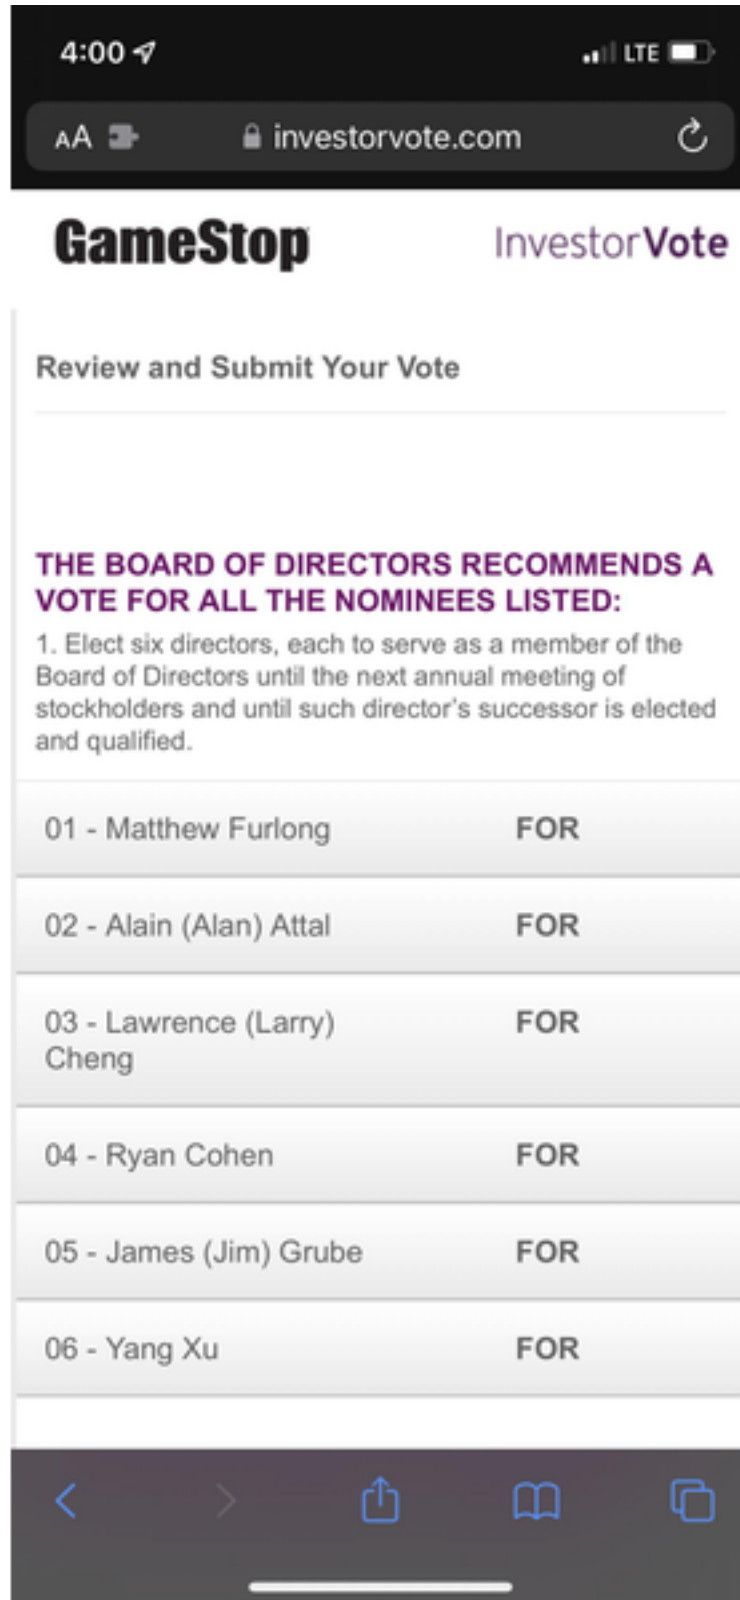 4:00
LTE
AA
investorvote.com
GameStop
InvestorVote
Review and Submit Your Vote
THE BOARD OF DIRECTORS RECOMMENDS A
VOTE FOR ALL THE NOMINEES LISTED:
1. Elect six directors, each to serve as a member of the
Board of Directors until the next annual meeting of
stockholders and until such director's successor is elected
and qualified.
01 - Matthew Furlong FOR
02 - Alain (Alan) Attal FOR
03 - Lawrence (Larry) FOR
Cheng
04 - Ryan Cohen FOR
05 - James (Jim) Grube FOR
06 - Yang Xu FOR